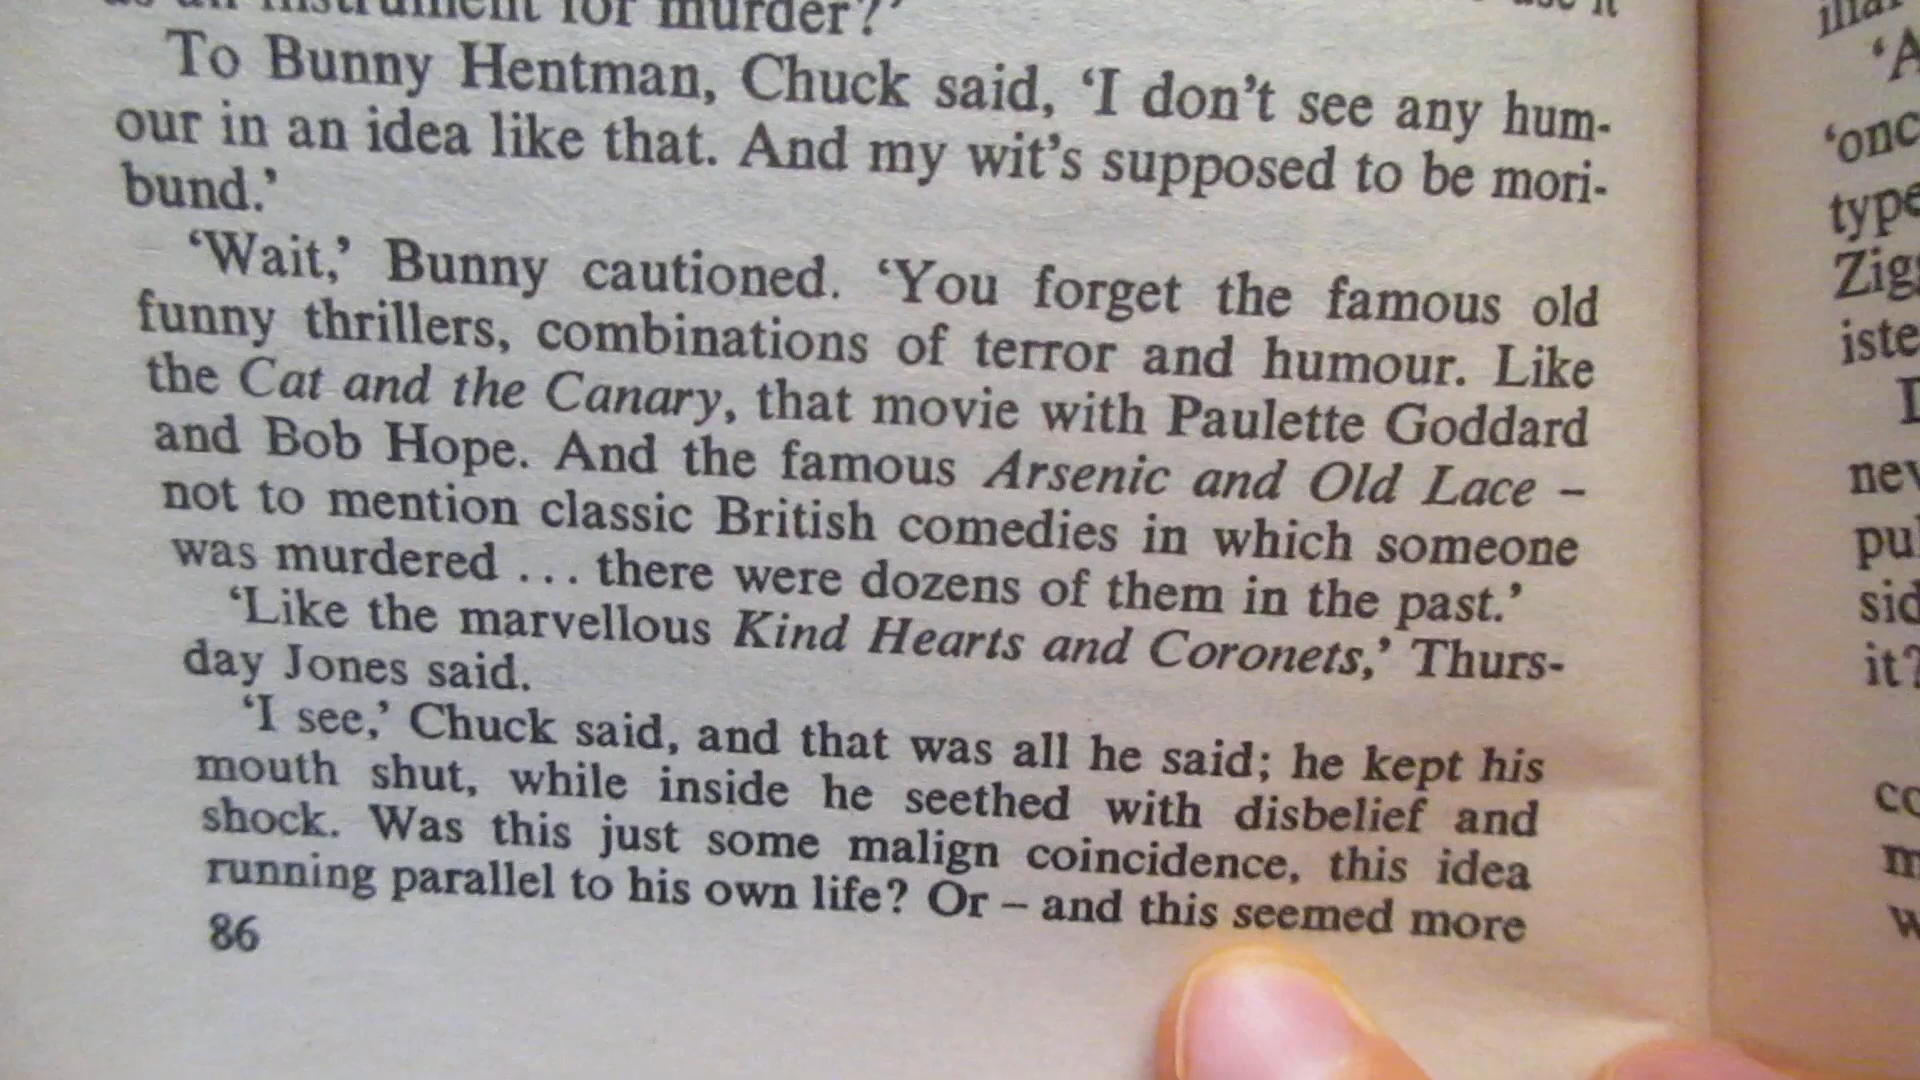 as an instrument for murder?’
To Bunny Hentman, Chuck said, ‘I don’t see any hum-
our in an idea like that. And my wit’s supposed to be mori-
bund.’
‘Wait,’ Bunny cautioned. ‘You forget the famous old
funny thrillers, combinations of terror and humour. Like
the Cat and the Canary, that movie with Paulette Goddard
and Bob Hope. And the famous Arsenic and Old Lace –
not to mention classic British comedies in which someone
was murdered ... there were dozens of them in the past.’
‘Like the marvellous Kind Hearts and Coronets,’ Thurs-
day Jones said.
‘I see,’ Chuck said, and that was all he said; he kept his
mouth shut, while inside he seethed with disbelief and
shock. Was this just some malign coincidence, this idea
running parallel to his own life? Or – and this seemed more
86